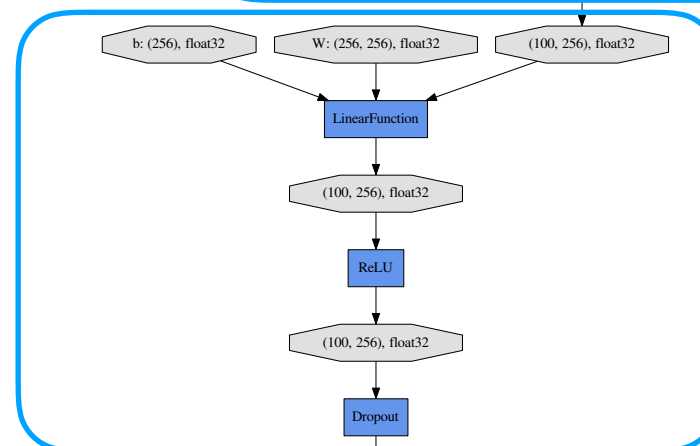 b: (256), float32
W: (256, 256), float32
(100, 256), float32
LinearFunction
(100, 256), float32
ReLU
(100, 256), float32
Dropout